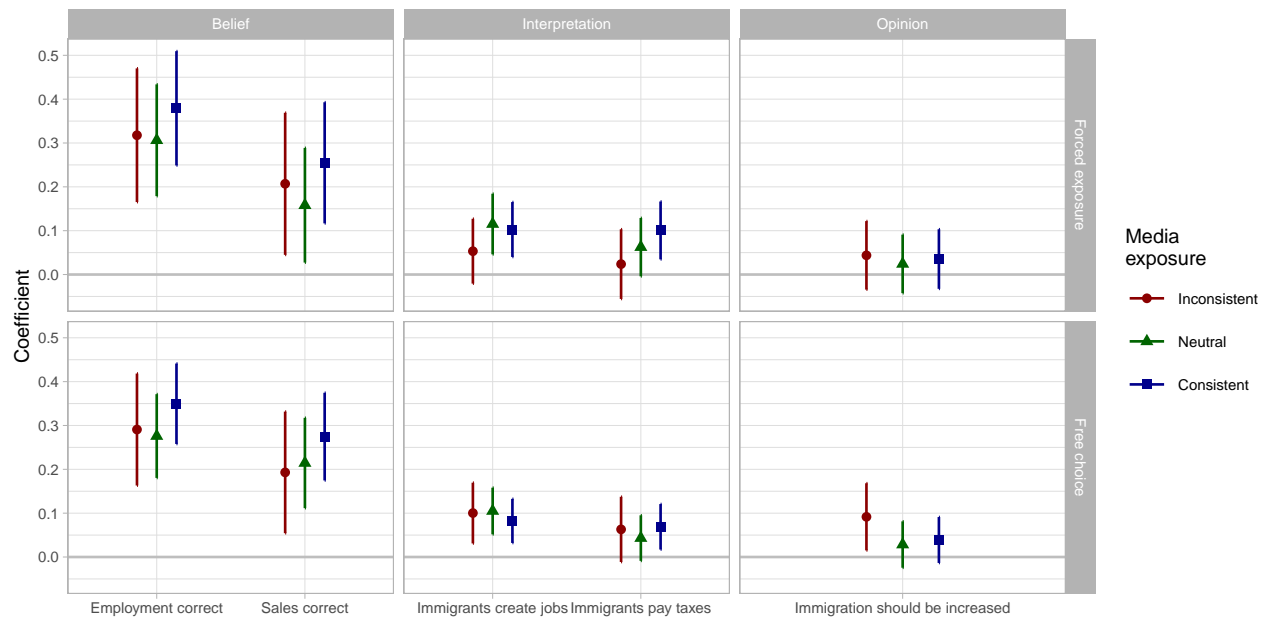 Belief
Interpretation
Opinion
Coefficient
0.5
0.4
0.3
0.2
0.1
0.0
Forced exposure
0.5
0.4
0.3
0.2
0.1
0.0
Free choice
Employment correct
Sales correct
Immigrants create jobs
Immigrants pay taxes
Immigration should be increased
Media
exposure
Inconsistent
Neutral
Consistent